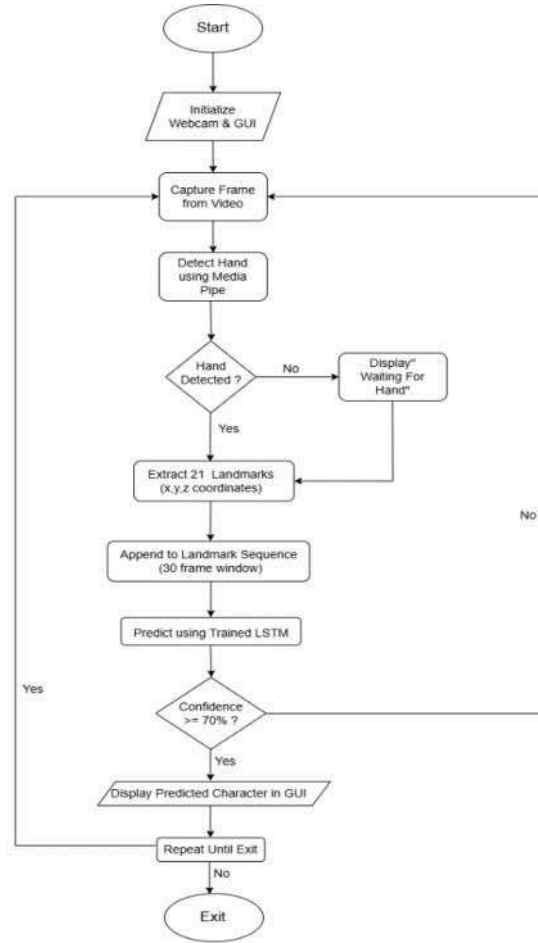 Start
Initialize
Webcam & GUI
Capture Frame
from Video
Detect Hand
using Media
Pipe
Hand
Detected ?
No
Display"
Waiting For
Hand"
Yes
Extract 21 Landmarks
(x,y,z coordinates)
No
Append to Landmark Sequence
(30 frame window)
Predict using Trained LSTM
Yes
Confidence
>= 70% ?
Yes
Display Predicted Character in GUI
Repeat Until Exit
No
Exit